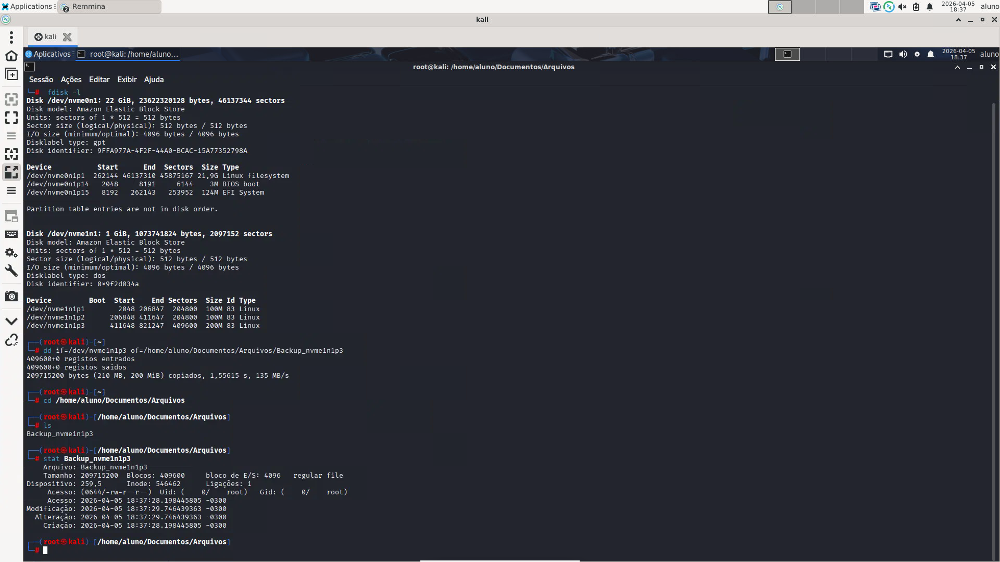 Applications
2
Remmina
2026-04-05
18:37
aluno
kali
kali
Aplicativos
root@kali: /home/aluno...
2026-04-05
18:37
aluno
root@kali: /home/aluno/Documentos/Arquivos
Sessão Ações Editar Exibir Ajuda
└─# fdisk -l
Disk /dev/nvme0n1: 22 GiB, 23622320128 bytes, 46137344 sectors
Disk model: Amazon Elastic Block Store
Units: sectors of 1 * 512 = 512 bytes
Sector size (logical/physical): 512 bytes / 512 bytes
I/O size (minimum/optimal): 4096 bytes / 4096 bytes
Disklabel type: gpt
Disk identifier: 9FFA977A-4F2F-44A0-BCAC-15A77352798A
Device Start End Sectors Size Type
/dev/nvme0n1p1 262144 46137310 45875167 21,9G Linux filesystem
/dev/nvme0n1p14 2048 8191 6144 3M BIOS boot
/dev/nvme0n1p15 8192 262143 253952 124M EFI System
Partition table entries are not in disk order.
Disk /dev/nvme1n1: 1 GiB, 1073741824 bytes, 2097152 sectors
Disk model: Amazon Elastic Block Store
Units: sectors of 1 * 512 = 512 bytes
Sector size (logical/physical): 512 bytes / 512 bytes
I/O size (minimum/optimal): 4096 bytes / 4096 bytes
Disklabel type: dos
Disk identifier: 0×9f2d034a
Device Boot Start End Sectors Size Id Type
/dev/nvme1n1p1 2048 206847 204800 100M 83 Linux
/dev/nvme1n1p2 206848 411647 204800 100M 83 Linux
/dev/nvme1n1p3 411648 821247 409600 200M 83 Linux
┌──(root㉿kali)-[~]
└─# dd if=/dev/nvme1n1p3 of=/home/aluno/Documentos/Arquivos/Backup_nvme1n1p3
409600+0 registos entrados
409600+0 registos saídos
209715200 bytes (210 MB, 200 MiB) copiados, 1,55615 s, 135 MB/s
┌──(root㉿kali)-[~]
└─# cd /home/aluno/Documentos/Arquivos
┌──(root㉿kali)-[/home/aluno/Documentos/Arquivos]
└─# ls
Backup_nvme1n1p3
┌──(root㉿kali)-[/home/aluno/Documentos/Arquivos]
└─# stat Backup_nvme1n1p3
Arquivo: Backup_nvme1n1p3
Tamanho: 209715200 Blocos: 409600 bloco de E/S: 4096 regular file
Dispositivo: 259,5 Inode: 546462 Ligações: 1
Acesso: (0644/-rw-r--r--) Uid: ( 0/ root) Gid: ( 0/ root)
Acesso: 2026-04-05 18:37:28.198445805 -0300
Modificação: 2026-04-05 18:37:29.746439363 -0300
Alteração: 2026-04-05 18:37:29.746439363 -0300
Criação: 2026-04-05 18:37:28.198445805 -0300
┌──(root㉿kali)-[/home/aluno/Documentos/Arquivos]
└─#